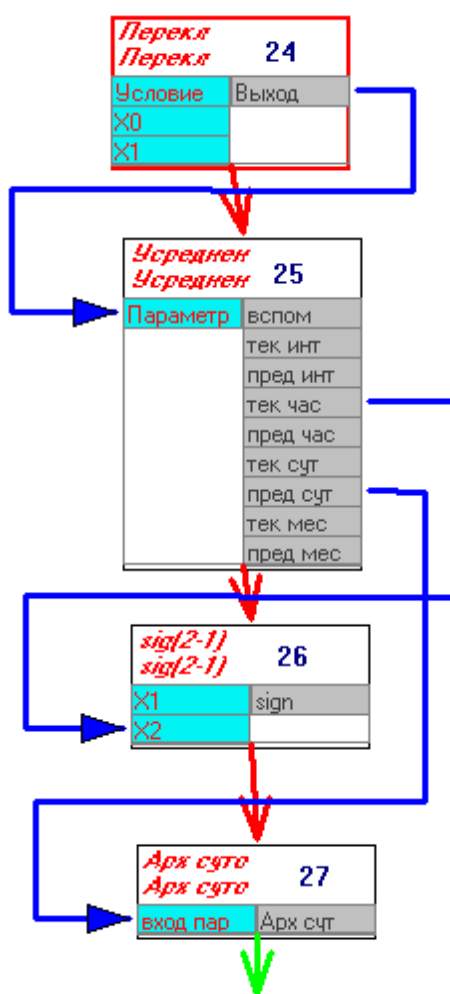 Перекл
Перекл 24
Условие Выход
X0
X1
Усреднен
Усреднен 25
Параметр вспом
тек инт
пред инт
тек час
пред час
тек сут
пред сут
тек мес
пред мес
sig(2-1)
sig(2-1) 26
X1 sign
X2
Арх суто
Арх суто 27
вход пар Арх сут